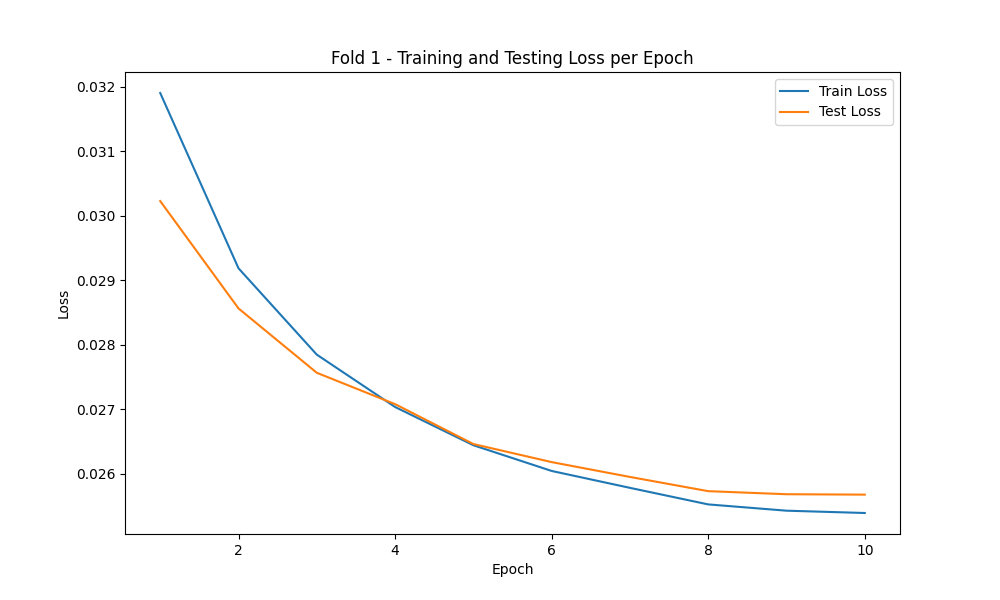 Fold 1 - Training and Testing Loss per Epoch
Train Loss
Test Loss
0.032
0.031
0.030
0.029
0.028
0.027
0.026
Loss
2
4
6
8
10
Epoch